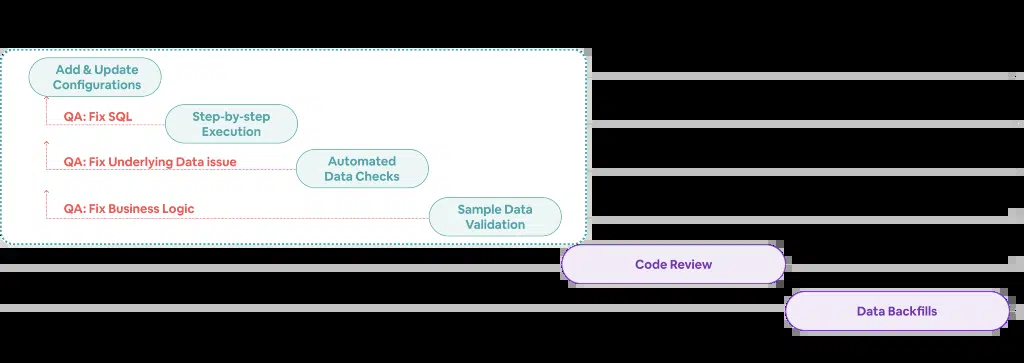 Add & Update
Configurations
QA: Fix SQL
Step-by-step
Execution
QA: Fix Underlying Data issue
Automated
Data Checks
QA: Fix Business Logic
Sample Data
Validation
Code Review
Data Backfills